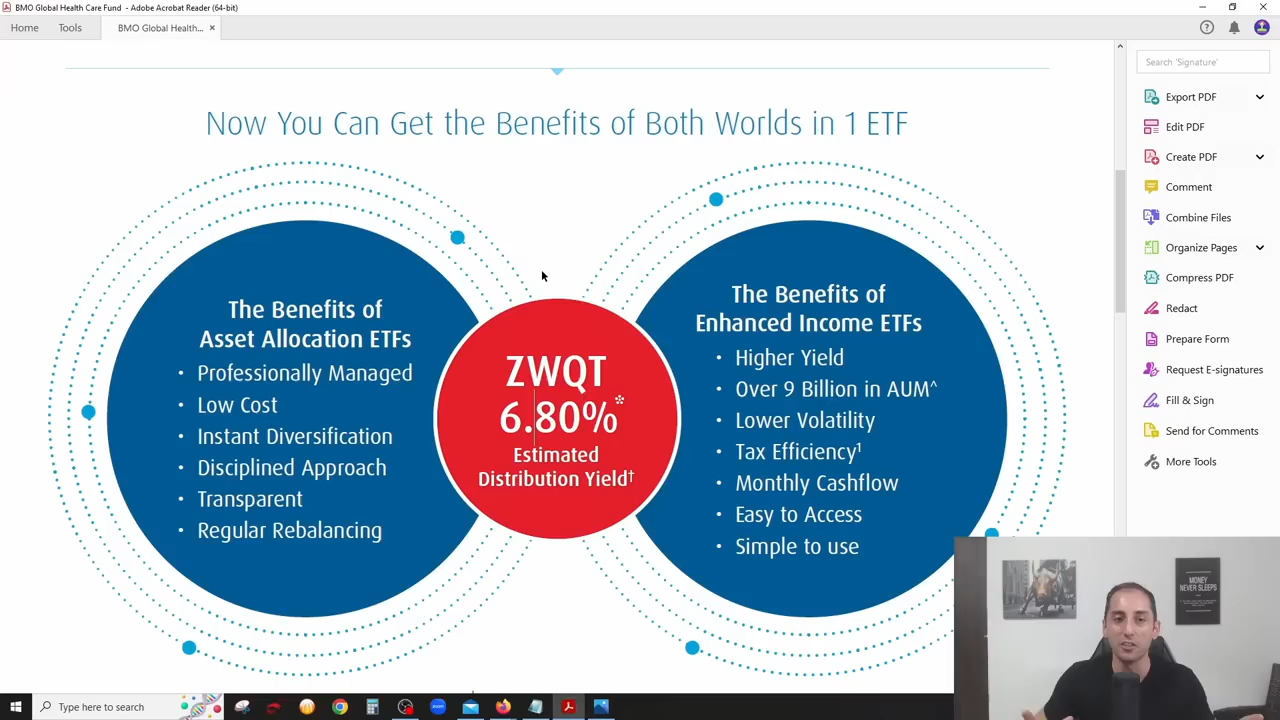 BMO Global Health Care Fund - Adobe Acrobat Reader (64-bit)
Home
Tools
BMO Global Health...
Search 'Signature'
Export PDF
Edit PDF
Create PDF
Comment
Combine Files
Organize Pages
Compress PDF
Redact
Prepare Form
Request E-signatures
Fill & Sign
Send for Comments
More Tools
Now You Can Get the Benefits of Both Worlds in 1 ETF
The Benefits of
Asset Allocation ETFs
• Professionally Managed
• Low Cost
• Instant Diversification
• Disciplined Approach
• Transparent
• Regular Rebalancing
ZWQT
6.80%*
Estimated
Distribution Yield†
The Benefits of
Enhanced Income ETFs
• Higher Yield
• Over 9 Billion in AUM^
• Lower Volatility
• Tax Efficiency¹
• Monthly Cashflow
• Easy to Access
• Simple to use
MONEY
NEVER SLEEPS
Type here to search